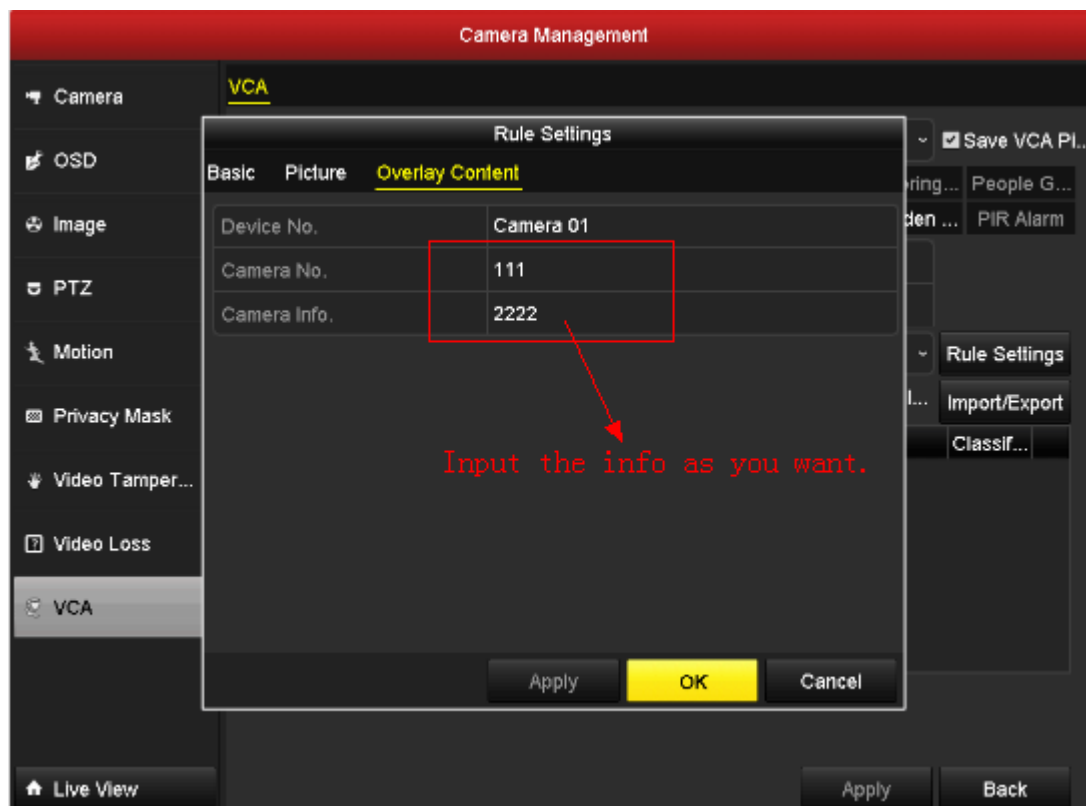 Camera Management
Camera
OSD
Image
PTZ
Motion
Privacy Mask
Video Tamper...
Video Loss
VCA
Live View
VCA
Save VCA Pi...
ring... People G...
den ... PIR Alarm
Rule Settings
Import/Export
Classif...
Rule Settings
Basic Picture Overlay Content
Device No. Camera 01
Camera No. 111
Camera Info. 2222
Input the info as you want.
Apply OK Cancel
Apply Back